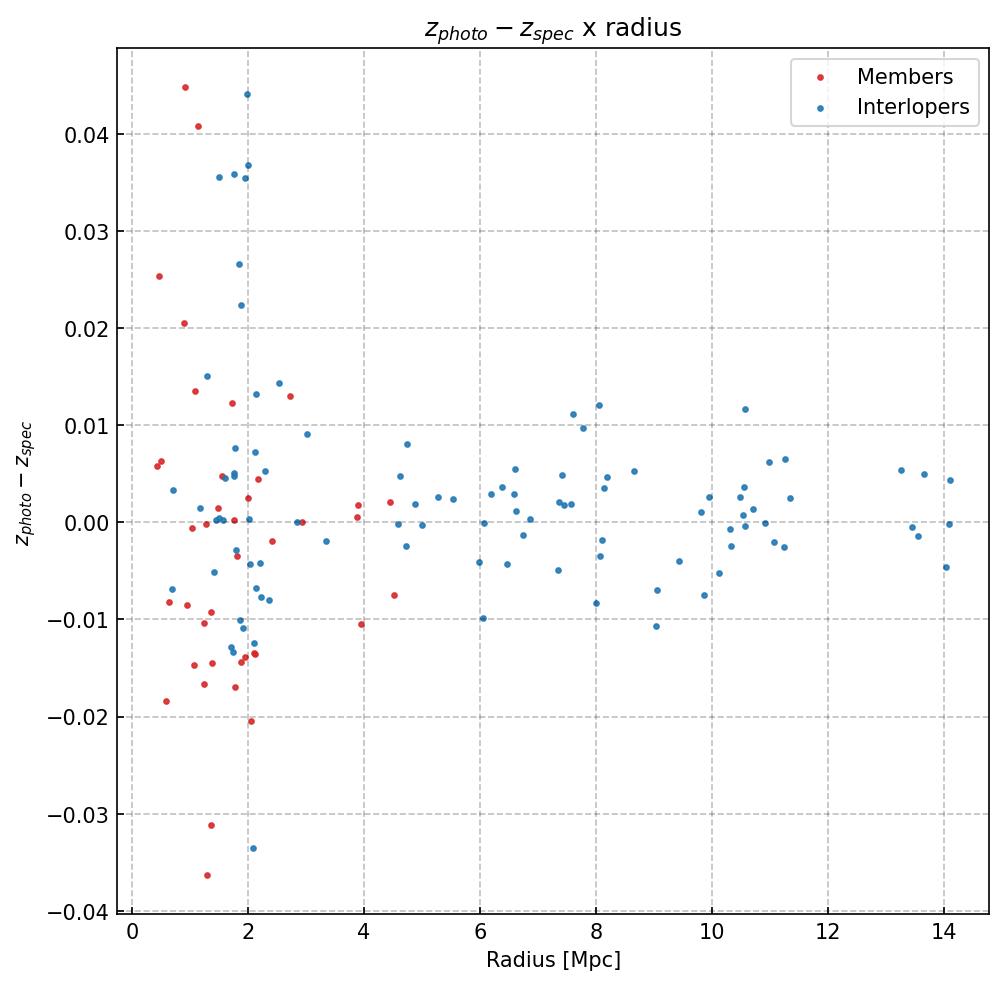 z_photo − z_spec x radius
Members
Interlopers
0.04
0.03
0.02
0.01
0.00
−0.01
−0.02
−0.03
−0.04
z_photo − z_spec
0 2 4 6 8 10 12 14
Radius [Mpc]